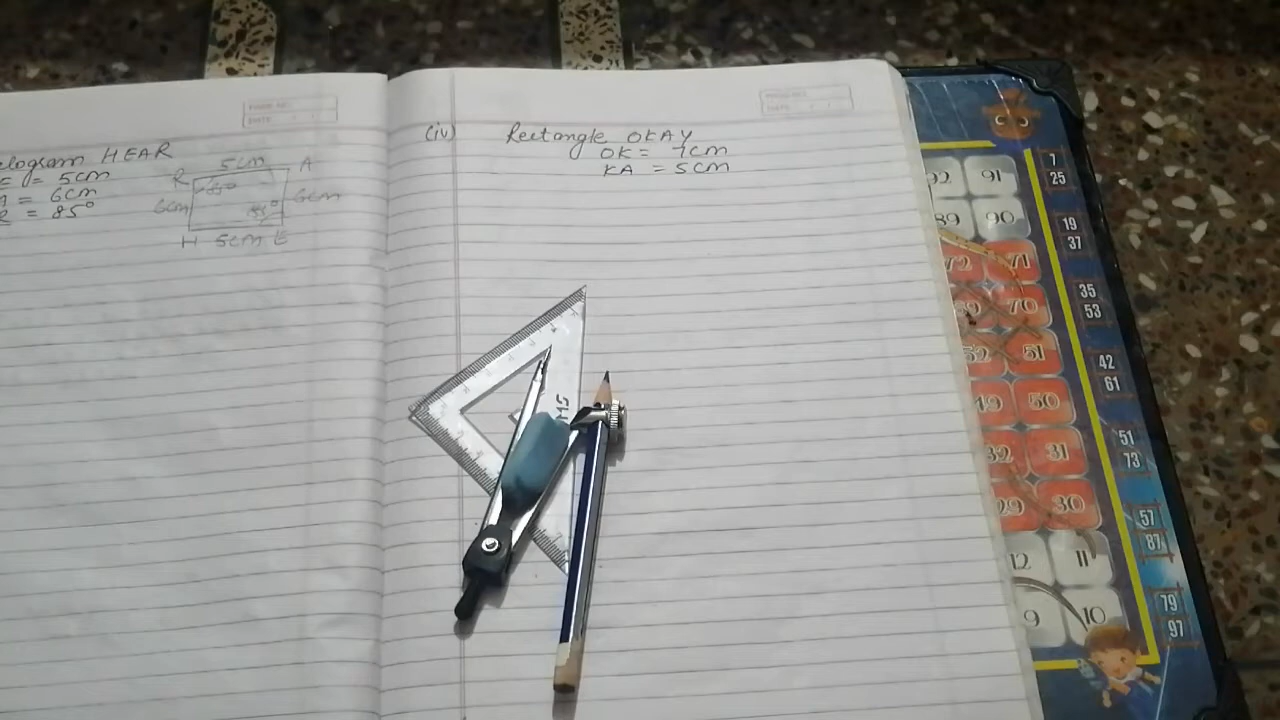 elogram HEAR
= 5cm
= 6cm
= 85°
5cm
R
A
85°
6cm
6cm
85°
H 5cm E
(iv) Rectangle OKAY
OK = 7cm
KA = 5cm
MS
92 91
89 90
72 71
70
52 51
49 50
32 31
29 30
12 11
9 10
7
25
19
37
35
53
42
61
51
73
57
87
79
97